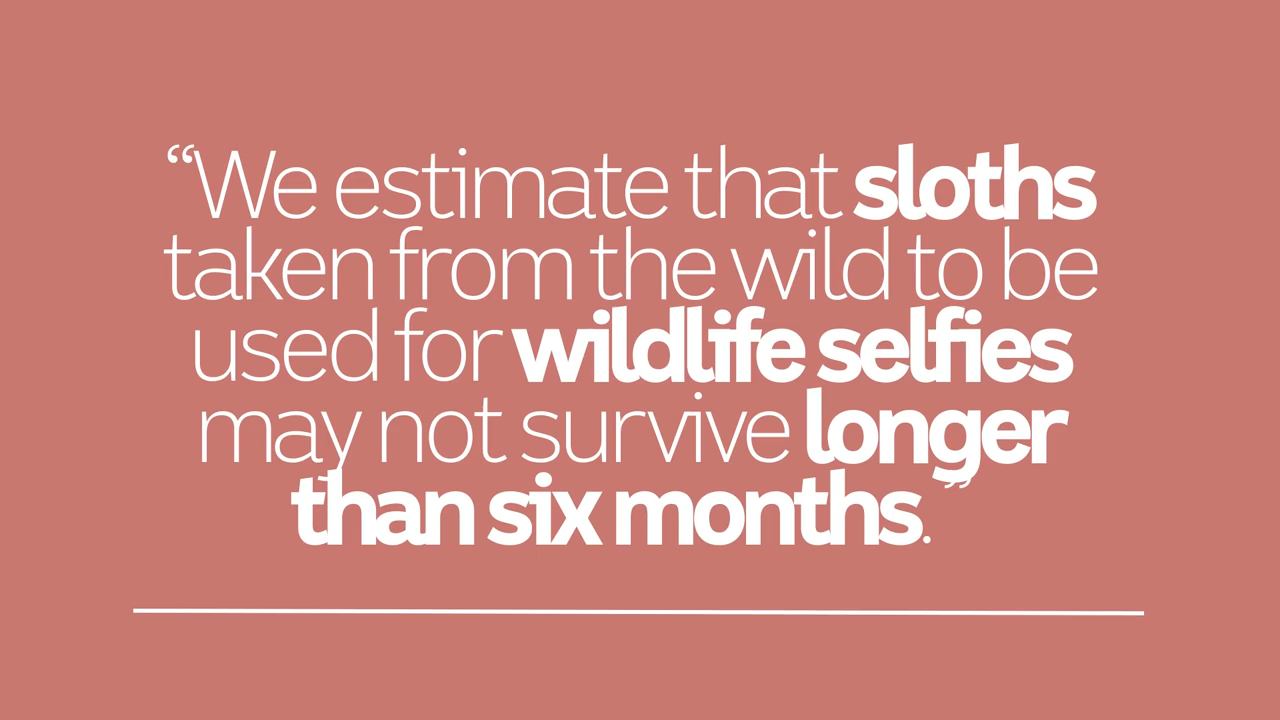 “We estimate that sloths
taken from the wild to be
used for wildlife selfies
may not survive longer
than six months.”